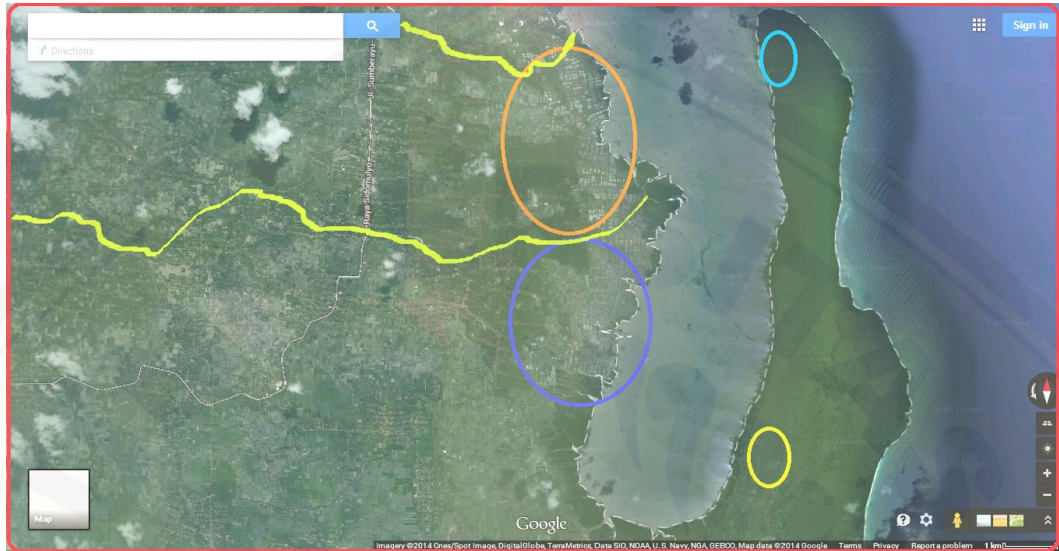 Sign in
Directions
Jl. Sumberayu
Raya Sidomulyo
Map
Google
Imagery ©2014 Cnes/Spot Image, DigitalGlobe, TerraMetrics, Data SIO, NOAA, U.S. Navy, NGA, GEBCO, Map data ©2014 Google Terms Privacy Report a problem 1 km